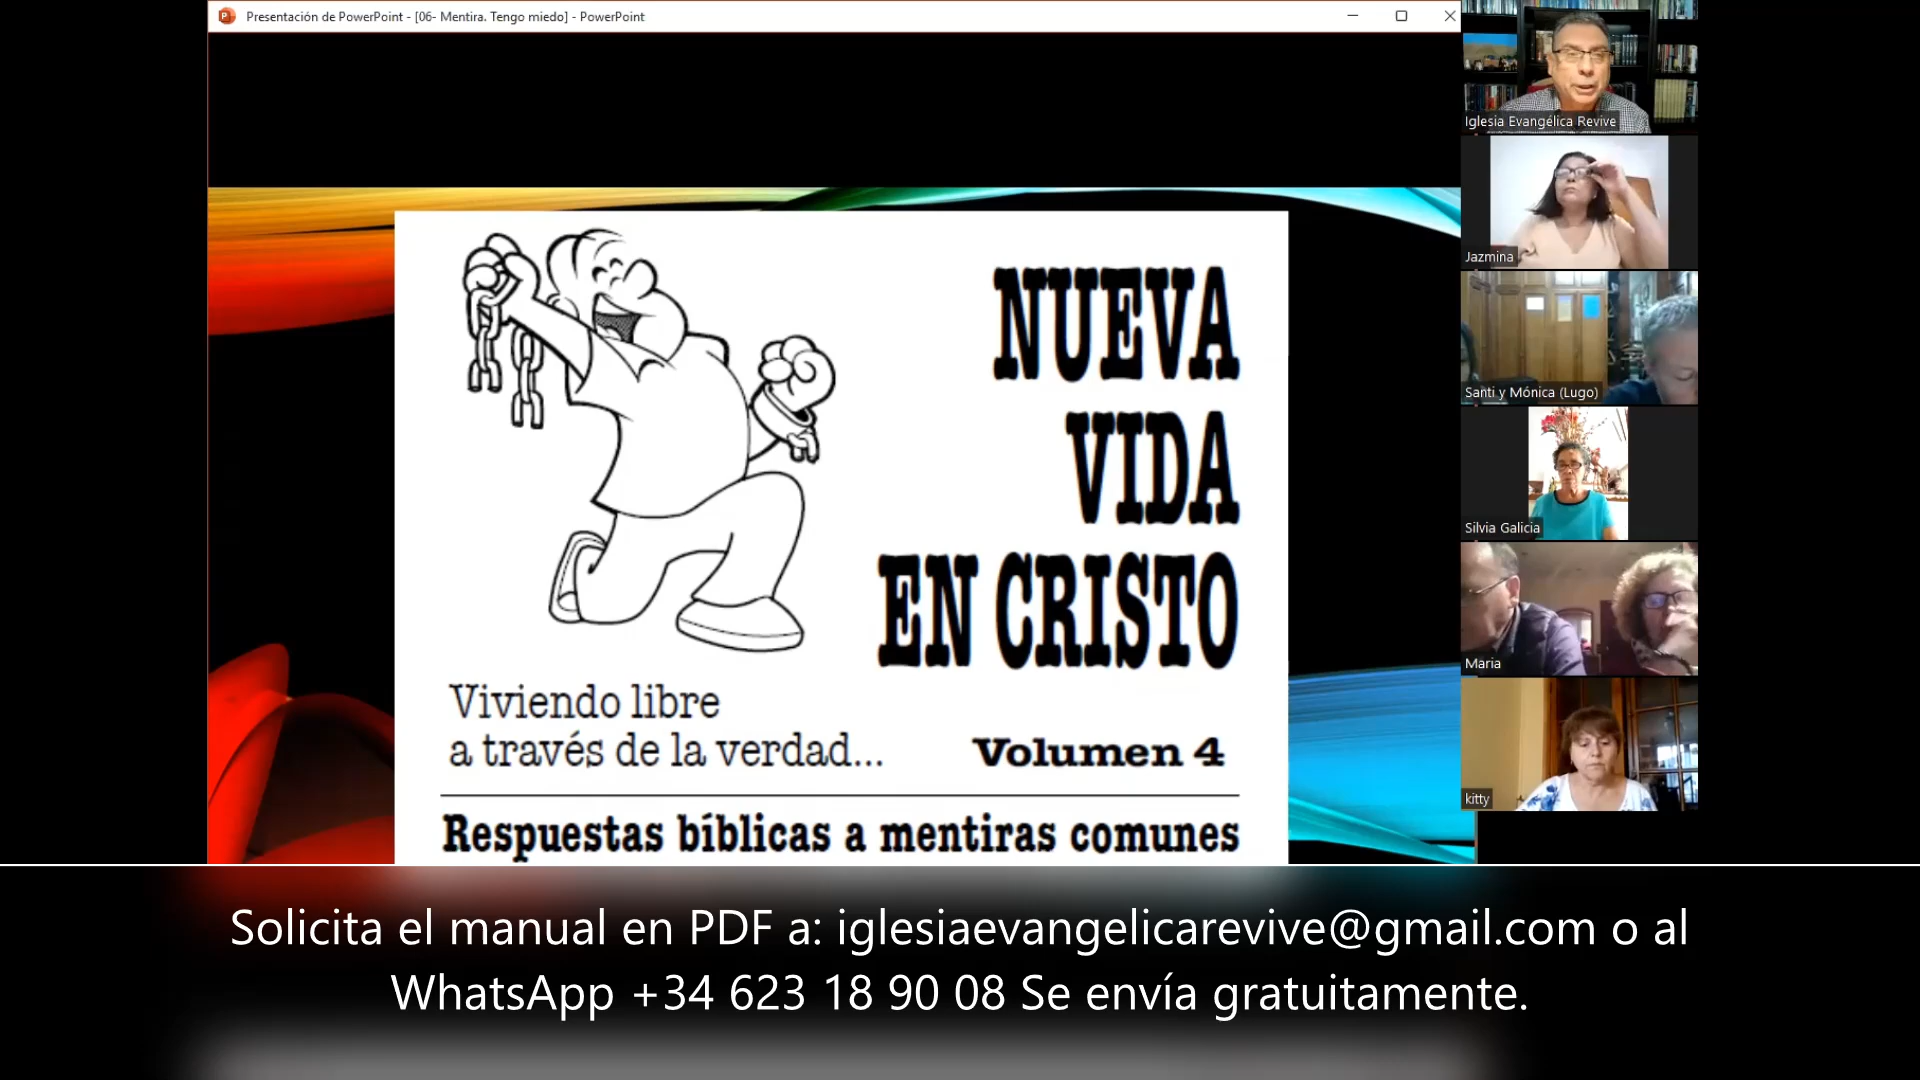 Presentación de PowerPoint - [06- Mentira. Tengo miedo] - PowerPoint
NUEVA
VIDA
EN CRISTO
Viviendo libre
a través de la verdad...
Volumen 4
Respuestas bíblicas a mentiras comunes
Iglesia Evangélica Revive
Jazmina
Santi y Mónica (Lugo)
Silvia Galicia
Maria
kitty
Solicita el manual en PDF a: iglesiaevangelicarevive@gmail.com o al
WhatsApp +34 623 18 90 08 Se envía gratuitamente.